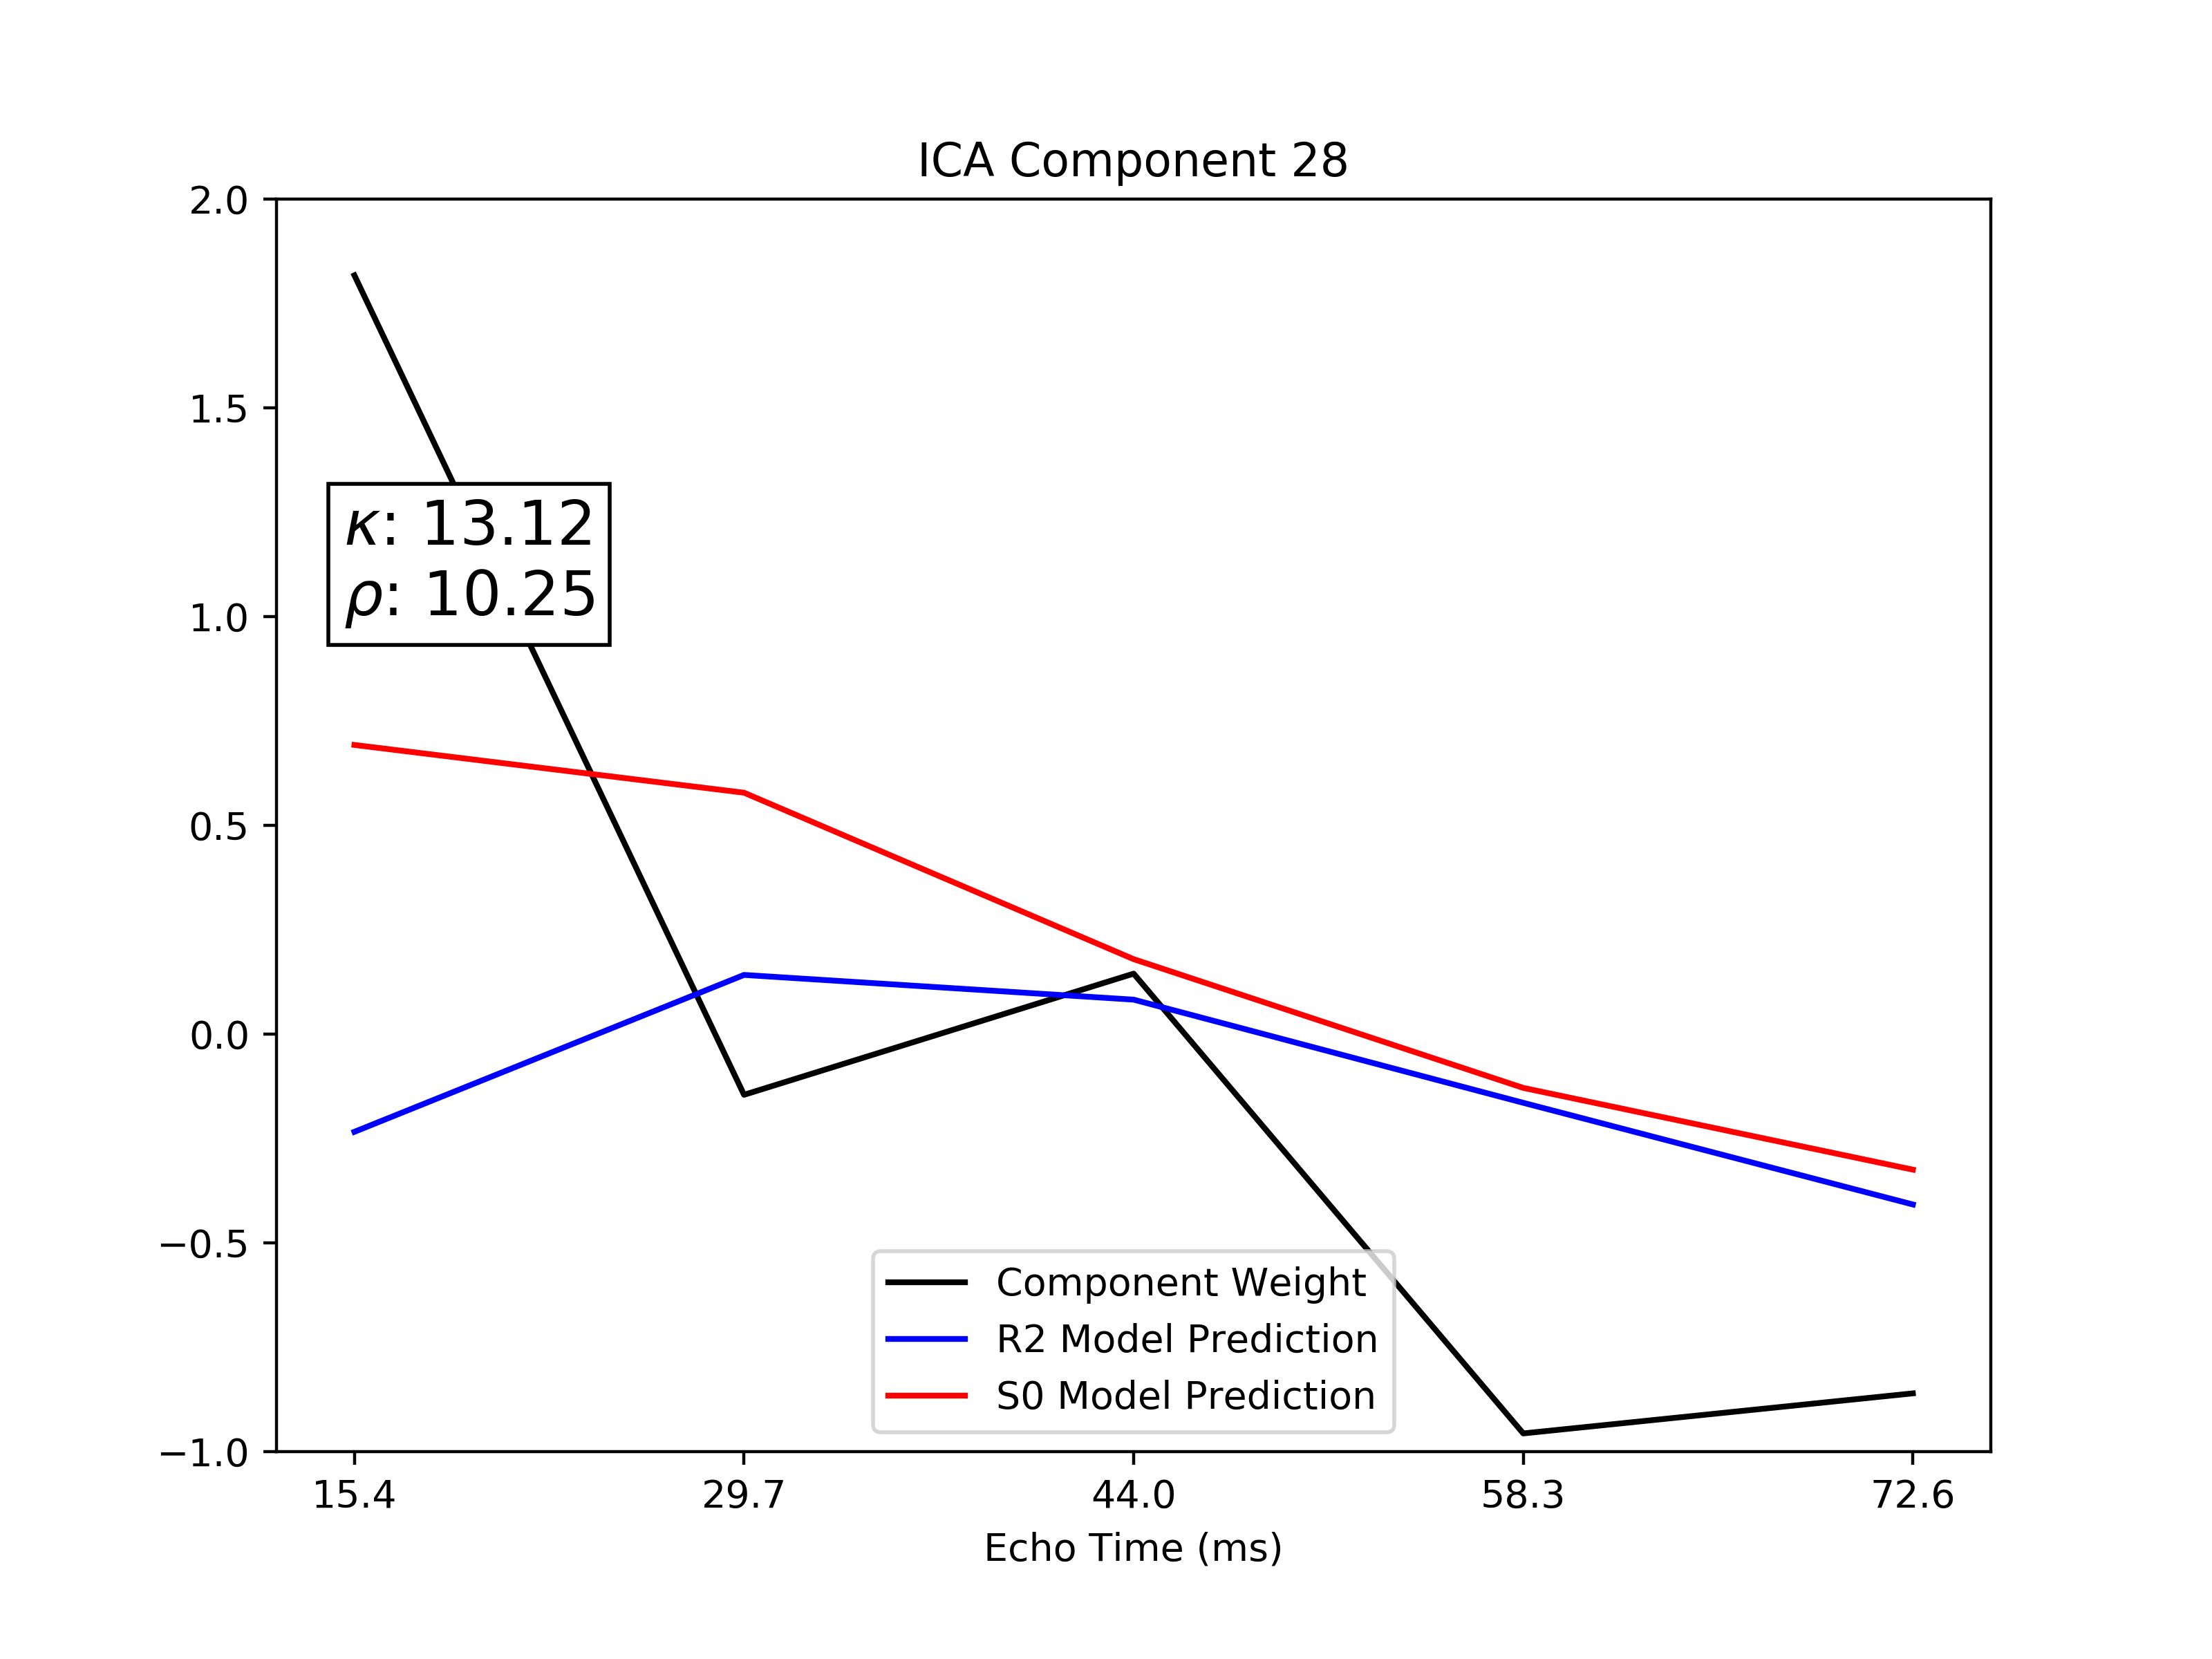 ICA Component 28
2.0
1.5
1.0
0.5
0.0
−0.5
−1.0
κ: 13.12
ρ: 10.25
Component Weight
R2 Model Prediction
S0 Model Prediction
15.4 29.7 44.0 58.3 72.6
Echo Time (ms)